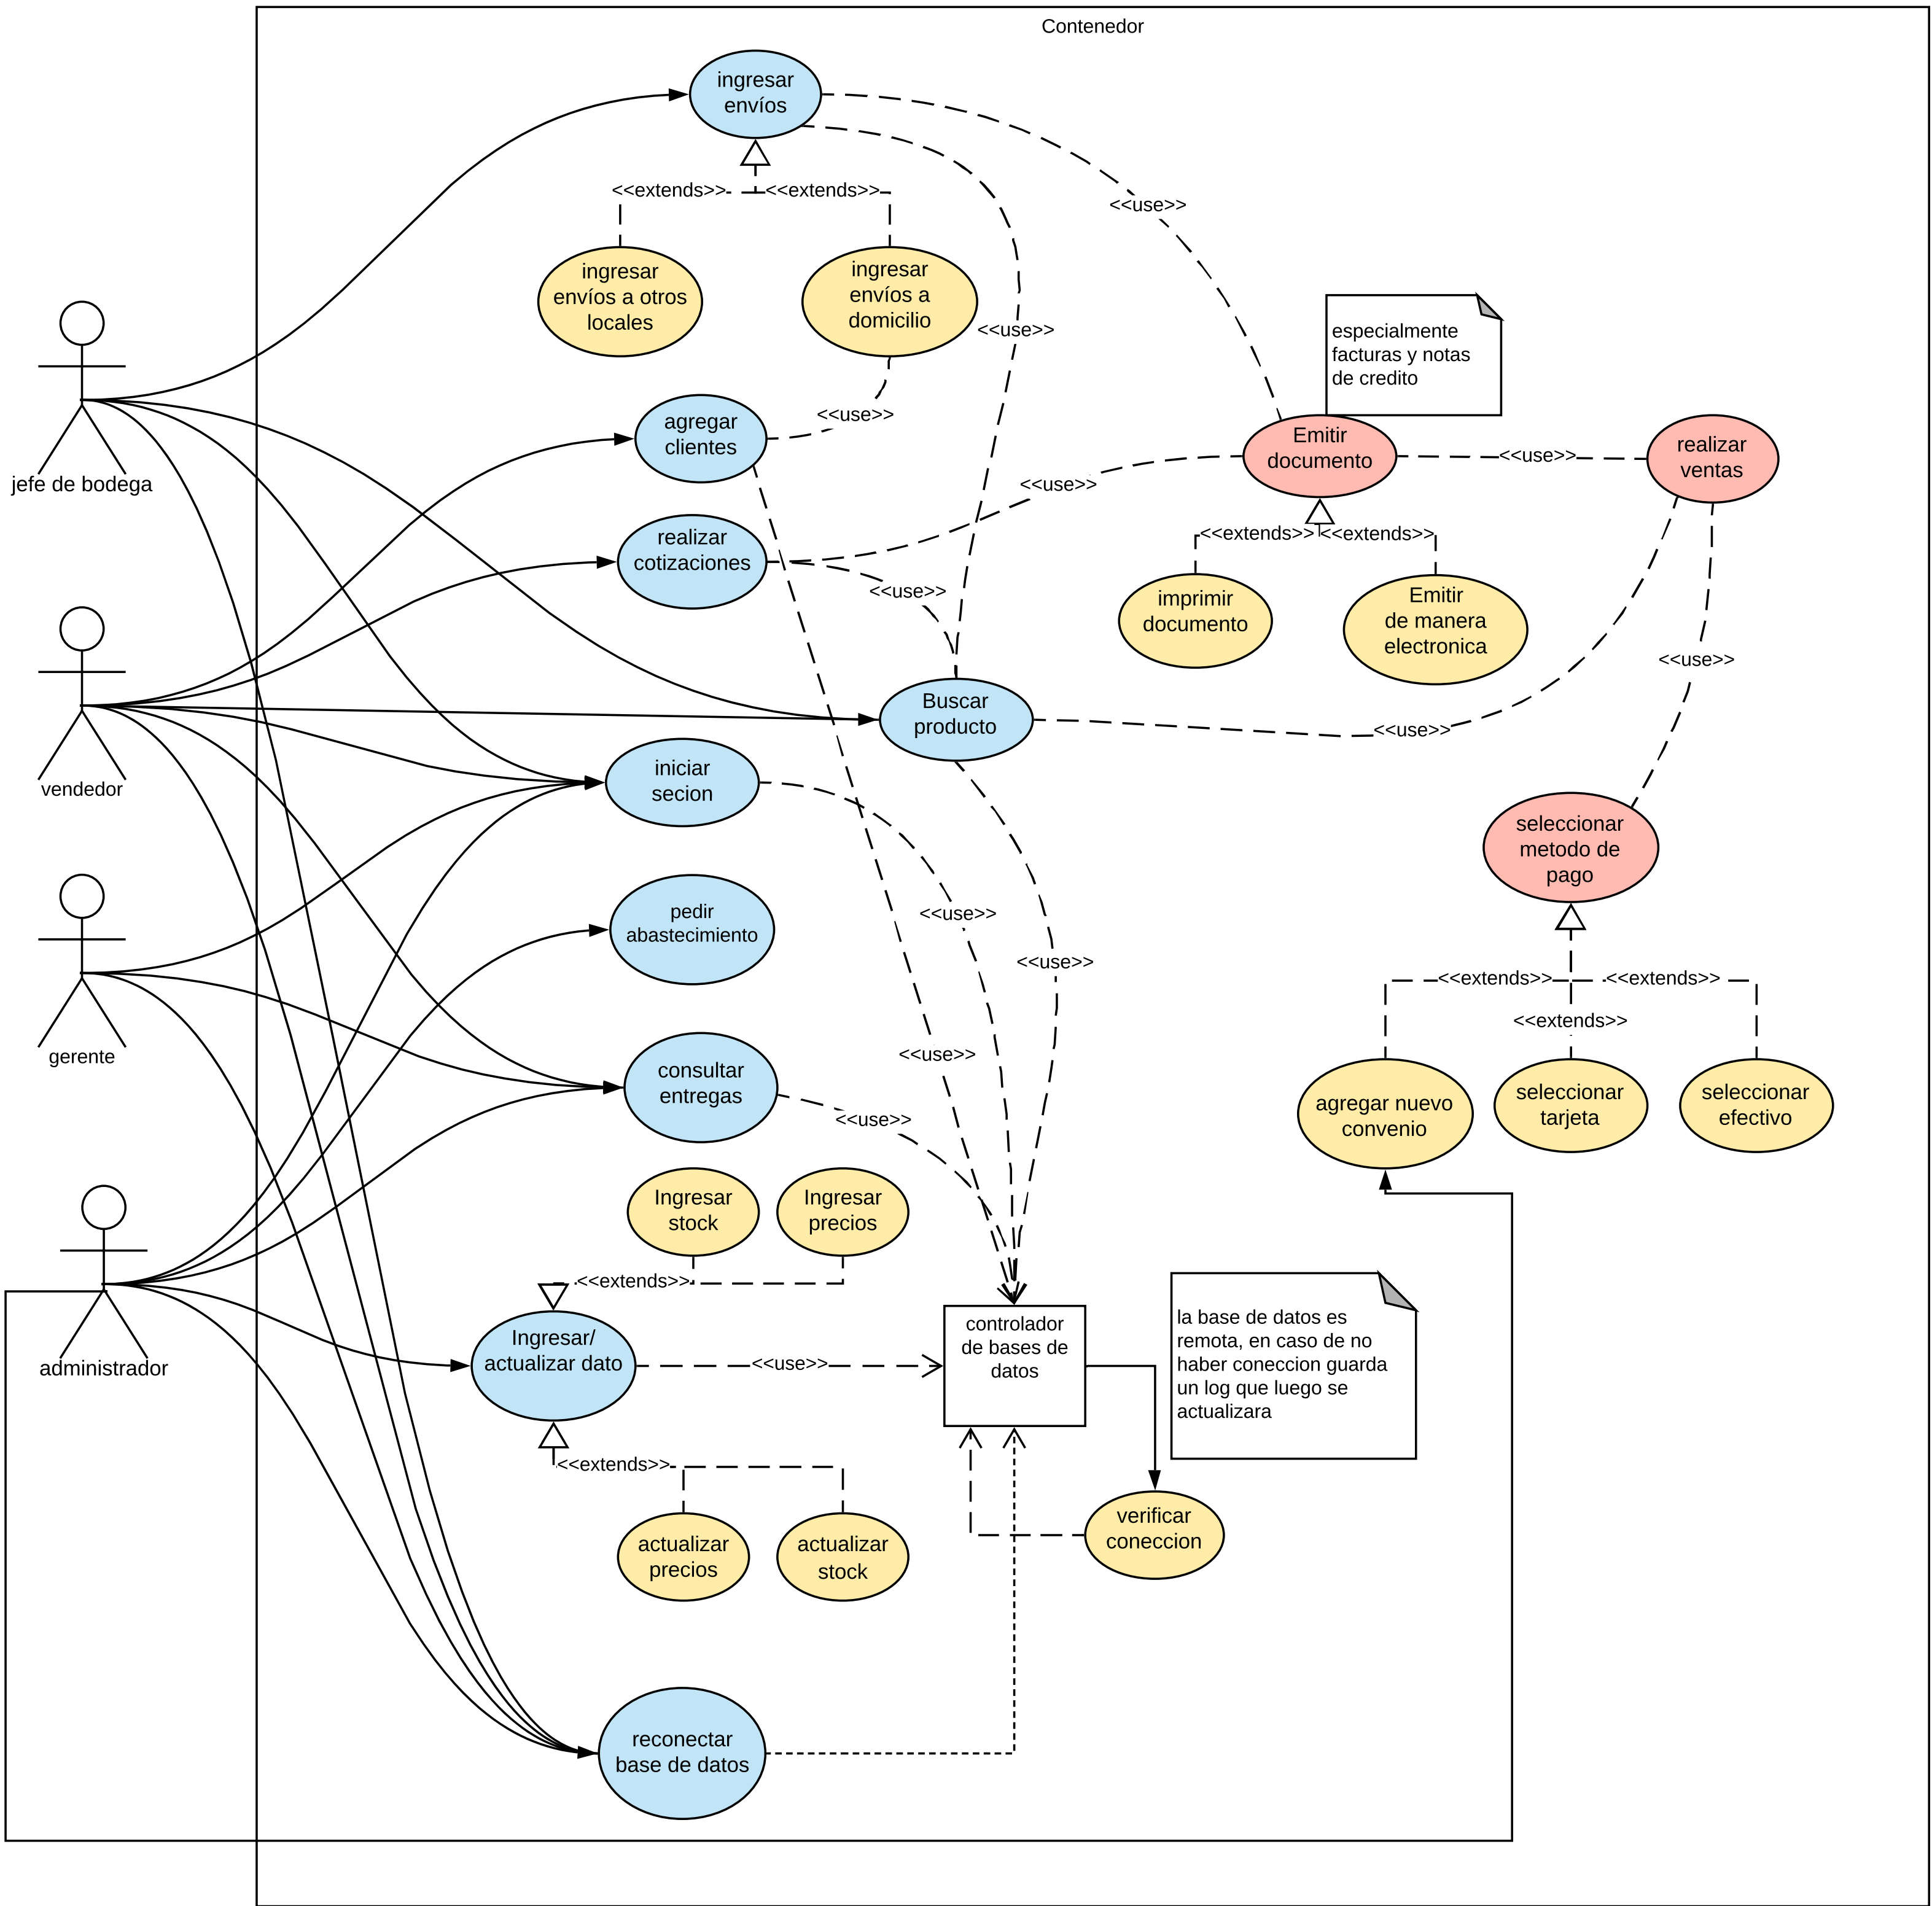 Contenedor
ingresar
envíos
<<extends>>
<<extends>>
<<use>>
ingresar
envíos a otros
locales
ingresar
envíos a
domicilio
<<use>>
especialmente
facturas y notas
de credito
jefe de bodega
agregar
clientes
<<use>>
Emitir
documento
<<use>>
realizar
ventas
<<use>>
realizar
cotizaciones
<<use>>
<<extends>>
<<extends>>
imprimir
documento
Emitir
de manera
electronica
<<use>>
vendedor
Buscar
producto
<<use>>
iniciar
secion
seleccionar
metodo de
pago
pedir
abastecimiento
<<use>>
<<use>>
<<extends>>
<<extends>>
<<extends>>
gerente
consultar
entregas
<<use>>
<<use>>
agregar nuevo
convenio
seleccionar
tarjeta
seleccionar
efectivo
Ingresar
stock
Ingresar
precios
<<extends>>
administrador
Ingresar/
actualizar dato
<<use>>
controlador
de bases de
datos
la base de datos es
remota, en caso de no
haber coneccion guarda
un log que luego se
actualizara
<<extends>>
actualizar
precios
actualizar
stock
verificar
coneccion
reconectar
base de datos